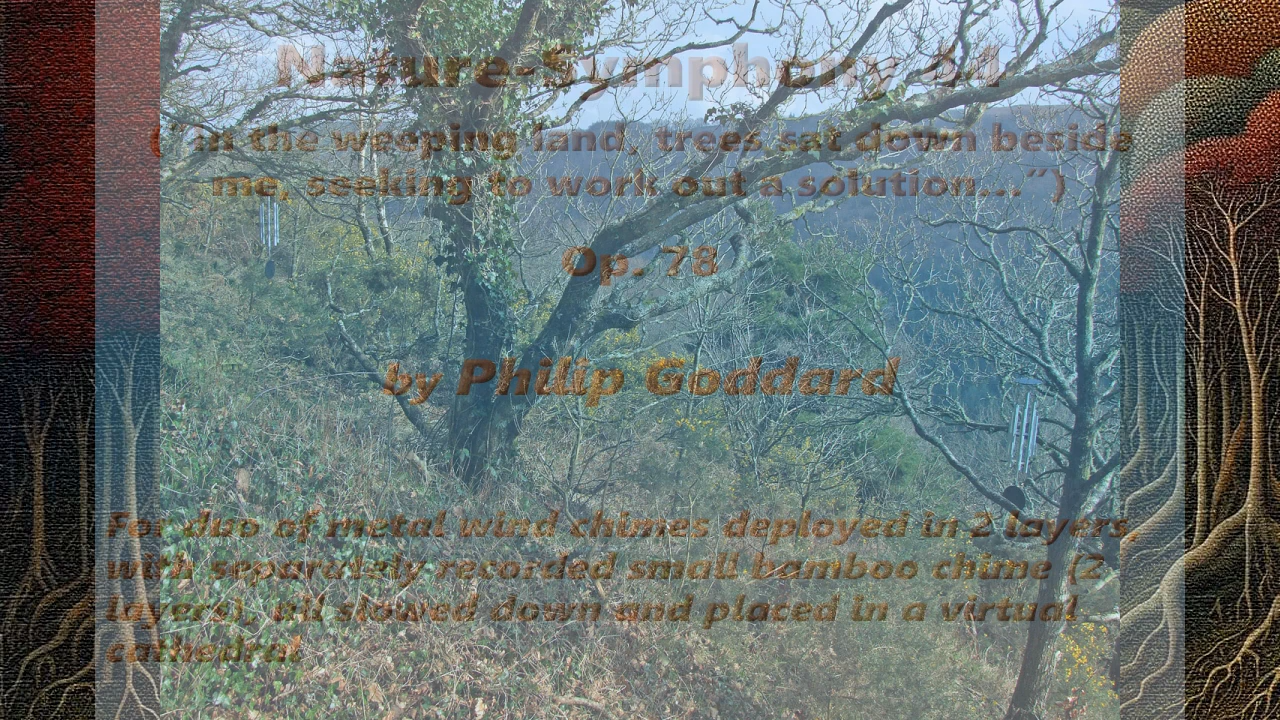 Nature-Symphony 44
("in the weeping land, trees sat down beside
me, seeking to work out a solution...")
Op. 78
by Philip Goddard
For duo of metal wind chimes deployed in 2 layers
with separately recorded small bamboo chime (2
layers), all slowed down and placed in a virtual
cathedral